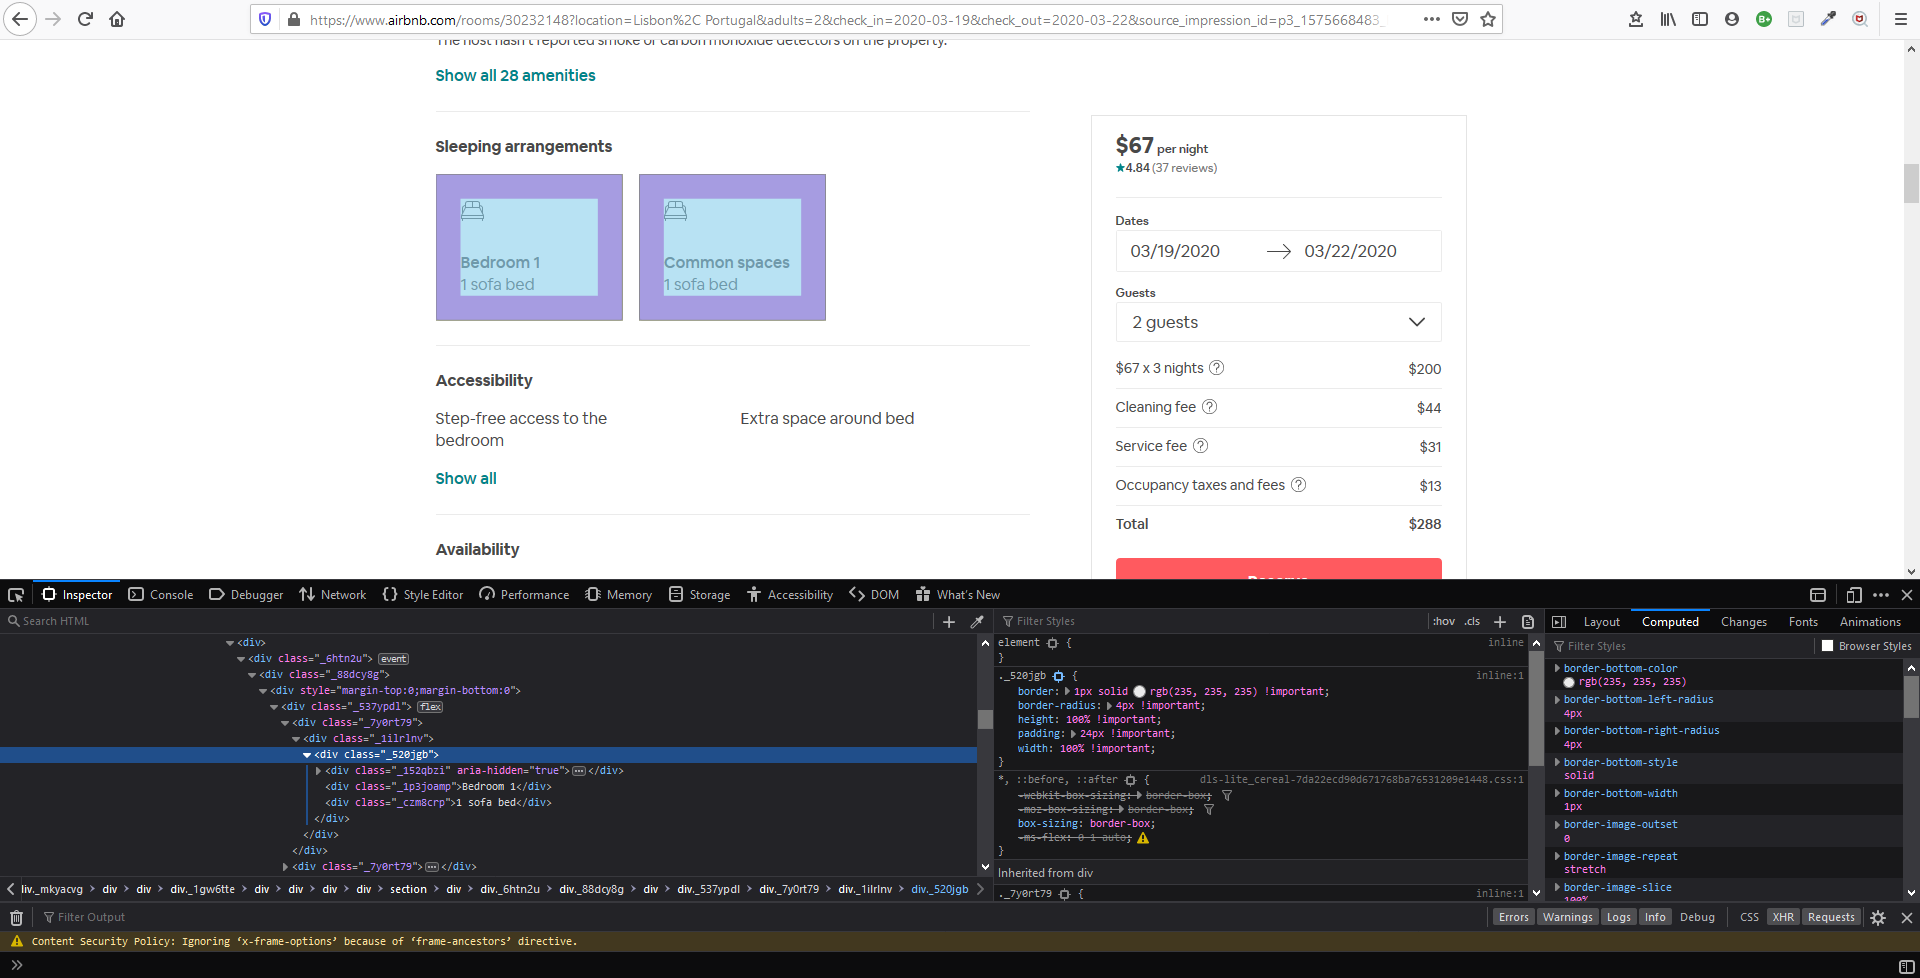 https://www.airbnb.com/rooms/30232148?location=Lisbon%2C Portugal&adults=2&check_in=2020-03-19&check_out=2020-03-22&source_impression_id=p3_1575668483_
The host hasn't reported smoke or carbon monoxide detectors on the property.
Show all 28 amenities
Sleeping arrangements
Bedroom 1
1 sofa bed
Common spaces
1 sofa bed
Accessibility
Step-free access to the
bedroom
Extra space around bed
Show all
Availability
$67 per night
★4.84 (37 reviews)
Dates
03/19/2020 → 03/22/2020
Guests
2 guests
$67 x 3 nights ? $200
Cleaning fee ? $44
Service fee ? $31
Occupancy taxes and fees ? $13
Total $288
Reserve
Inspector Console Debugger Network {} Style Editor Performance Memory Storage Accessibility DOM What's New
Search HTML
<div>
<div class="_6htn2u"> event
<div class="_88dcy8g">
<div style="margin-top:0;margin-bottom:0">
<div class="_537ypdl"> flex
<div class="_7y0rt79">
<div class="_1ilrlnv">
<div class="_520jgb">
<div class="_152qbzi" aria-hidden="true">…</div>
<div class="_1p3joamp">Bedroom 1</div>
<div class="_czm8crp">1 sofa bed</div>
</div>
</div>
</div>
<div class="_7y0rt79">…</div>
liv._mkyacvg > div > div > div._1gw6tte > div > div > div > div > section > div > div._6htn2u > div._88dcy8g > div > div._537ypdl > div._7y0rt79 > div._1ilrlnv > div._520jgb
Filter Styles :hov .cls +
element { inline
}
._520jgb { inline:1
border: 1px solid rgb(235, 235, 235) !important;
border-radius: 4px !important;
height: 100% !important;
padding: 24px !important;
width: 100% !important;
}
*, ::before, ::after { dls-lite_cereal-7da22ecd90d671768ba76531209e1448.css:1
-webkit-box-sizing: border-box;
-moz-box-sizing: border-box;
box-sizing: border-box;
-ms-flex: 0 1 auto;
}
Inherited from div
._7y0rt79 { inline:1
Layout Computed Changes Fonts Animations
Filter Styles Browser Styles
border-bottom-color
rgb(235, 235, 235)
border-bottom-left-radius
4px
border-bottom-right-radius
4px
border-bottom-style
solid
border-bottom-width
1px
border-image-outset
0
border-image-repeat
stretch
border-image-slice
100%
Filter Output
Errors Warnings Logs Info Debug CSS XHR Requests
Content Security Policy: Ignoring ‘x-frame-options’ because of ‘frame-ancestors’ directive.